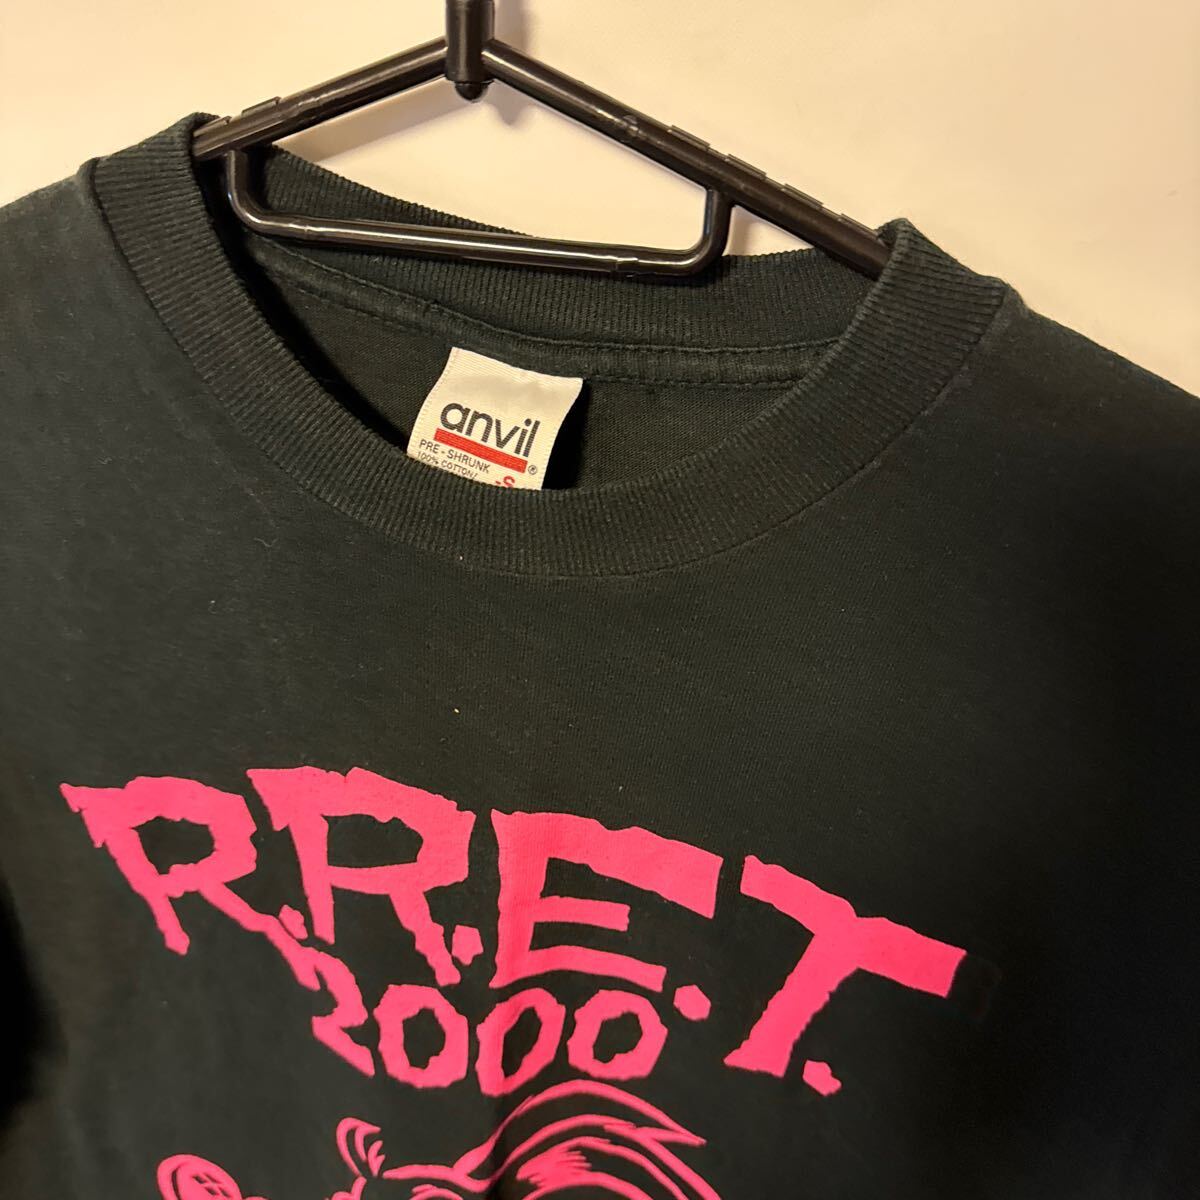 anvil
®
PRE-SHRUNK
100% COTTON/
-S
R.R.E.T.
2000